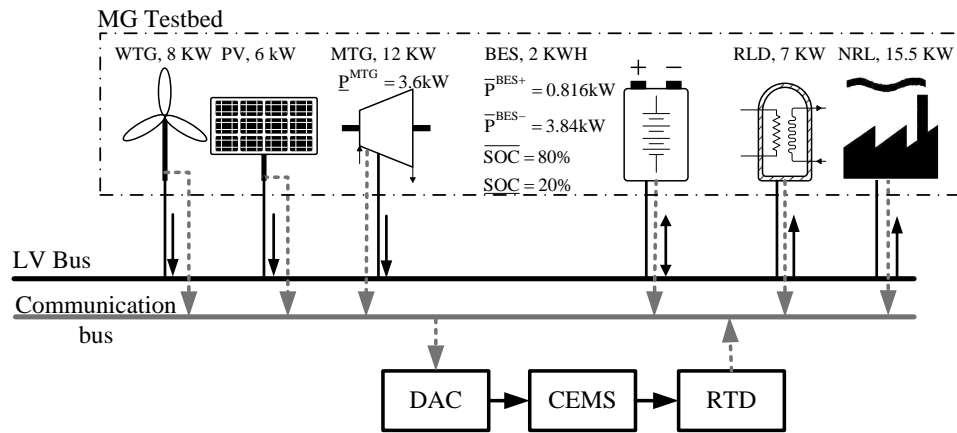 MG Testbed
WTG, 8 KW
PV, 6 kW
MTG, 12 KW
P̲^MTG = 3.6kW
BES, 2 KWH
P̅^BES+ = 0.816kW
P̅^BES− = 3.84kW
S̅O̅C̅ = 80%
S̲O̲C̲ = 20%
+ −
RLD, 7 KW
NRL, 15.5 KW
LV Bus
Communication
bus
DAC
CEMS
RTD